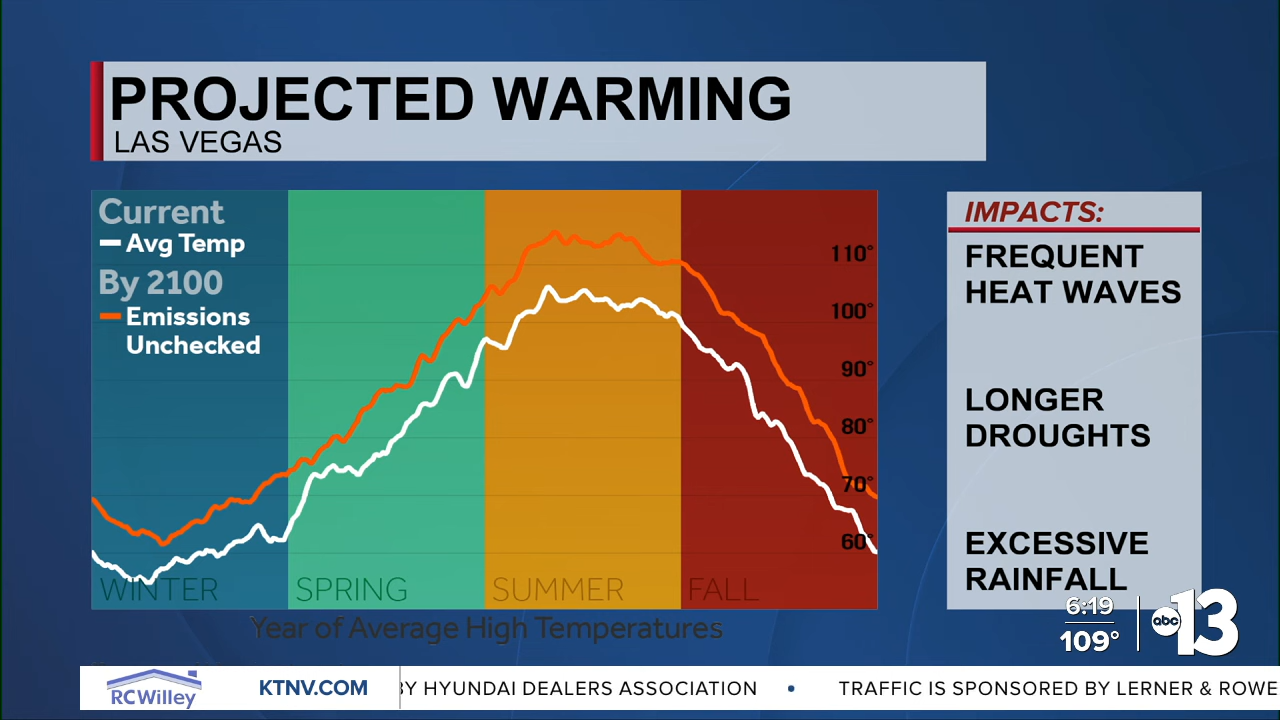 PROJECTED WARMING
LAS VEGAS
Current
Avg Temp
By 2100
Emissions
Unchecked
110°
100°
90°
80°
70°
60°
WINTER
SPRING
SUMMER
FALL
Year of Average High Temperatures
IMPACTS:
FREQUENT
HEAT WAVES
LONGER
DROUGHTS
EXCESSIVE
RAINFALL
6:19
109°
abc
13
RC Willey
KTNV.COM
BY HYUNDAI DEALERS ASSOCIATION • TRAFFIC IS SPONSORED BY LERNER & ROWE